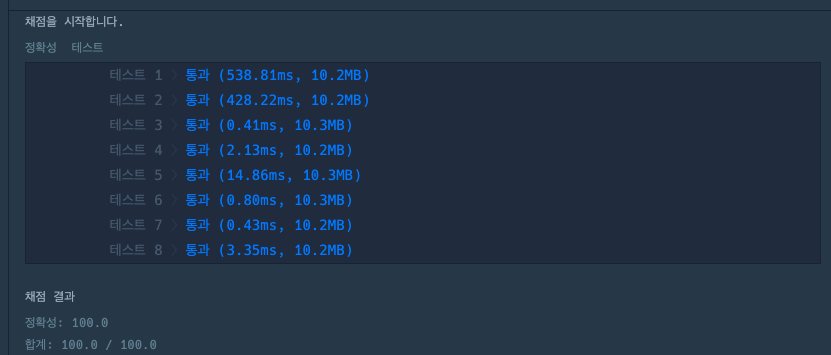 채점을 시작합니다.
정확성 테스트
테스트 1 〉 통과 (538.81ms, 10.2MB)
테스트 2 〉 통과 (428.22ms, 10.2MB)
테스트 3 〉 통과 (0.41ms, 10.3MB)
테스트 4 〉 통과 (2.13ms, 10.2MB)
테스트 5 〉 통과 (14.86ms, 10.3MB)
테스트 6 〉 통과 (0.80ms, 10.3MB)
테스트 7 〉 통과 (0.43ms, 10.2MB)
테스트 8 〉 통과 (3.35ms, 10.2MB)
채점 결과
정확성: 100.0
합계: 100.0 / 100.0